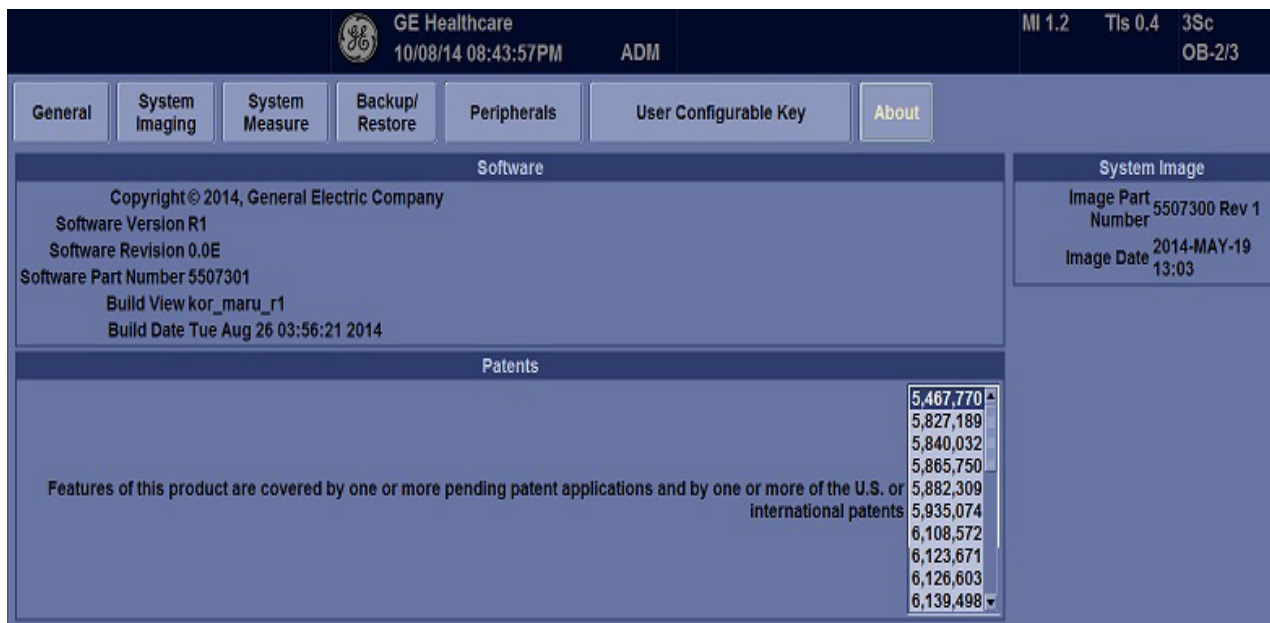 GE Healthcare
10/08/14 08:43:57PM ADM
MI 1.2 TIs 0.4 3Sc
OB-2/3
General
System
Imaging
System
Measure
Backup/
Restore
Peripherals
User Configurable Key
About
Software
Copyright © 2014, General Electric Company
Software Version R1
Software Revision 0.0E
Software Part Number 5507301
Build View kor_maru_r1
Build Date Tue Aug 26 03:56:21 2014
System Image
Image Part
Number 5507300 Rev 1
Image Date 2014-MAY-19
13:03
Patents
Features of this product are covered by one or more pending patent applications and by one or more of the U.S. or
international patents
5,467,770
5,827,189
5,840,032
5,865,750
5,882,309
5,935,074
6,108,572
6,123,671
6,126,603
6,139,498